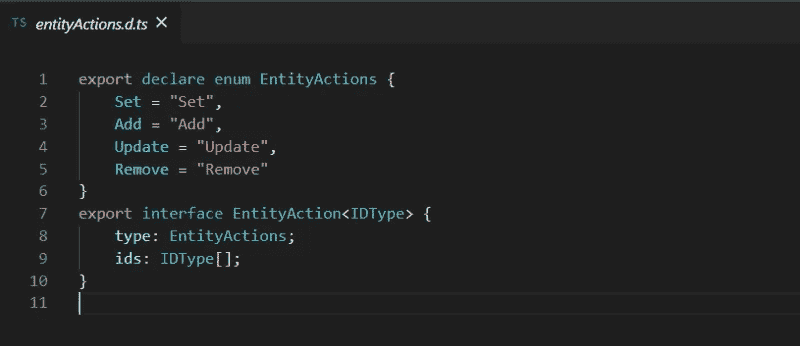 TS entityActions.d.ts ×
1 export declare enum EntityActions {
2     Set = "Set",
3     Add = "Add",
4     Update = "Update",
5     Remove = "Remove"
6 }
7 export interface EntityAction<IDType> {
8     type: EntityActions;
9     ids: IDType[];
10 }
11